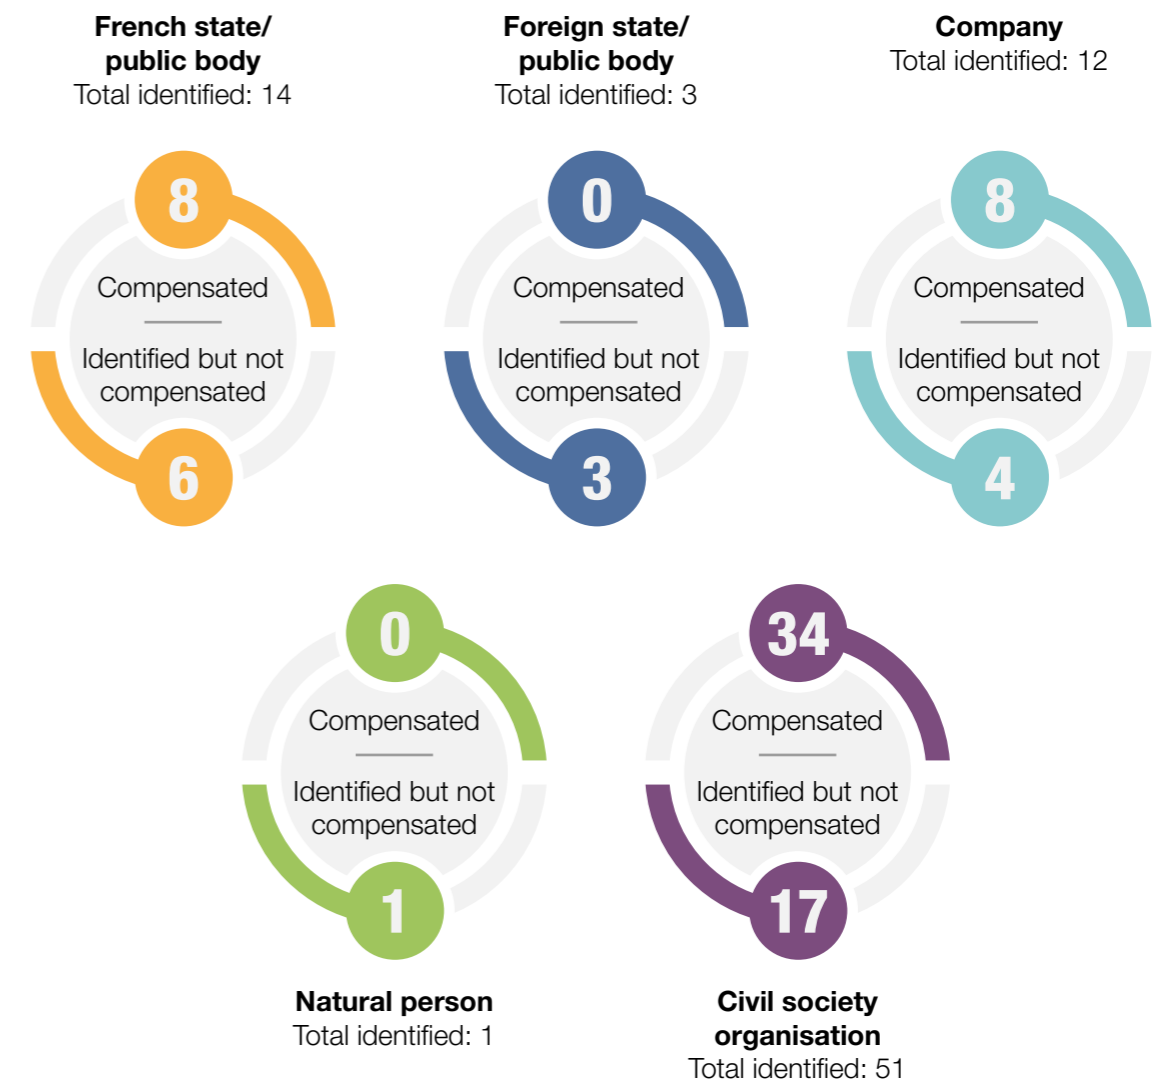 French state/
public body
Total identified: 14
8
Compensated
Identified but not
compensated
6
Foreign state/
public body
Total identified: 3
0
Compensated
Identified but not
compensated
3
Company
Total identified: 12
8
Compensated
Identified but not
compensated
4
0
Compensated
Identified but not
compensated
1
Natural person
Total identified: 1
34
Compensated
Identified but not
compensated
17
Civil society
organisation
Total identified: 51